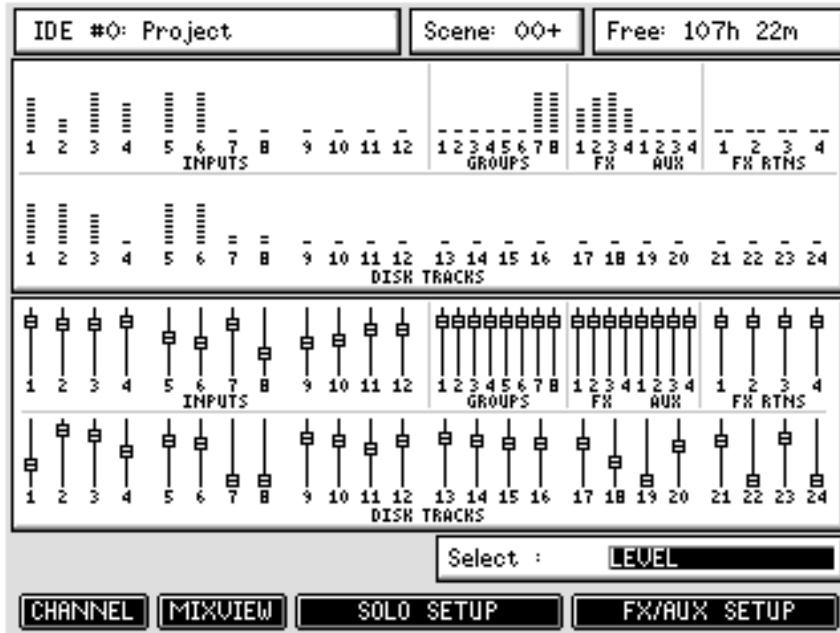 IDE #0: Project
Scene: 00+
Free: 107h 22m
1 2 3 4 5 6 7 8 9 10 11 12 1 2 3 4 5 6 7 8 1 2 3 4 1 2 3 4 1 2 3 4
INPUTS GROUPS FX AUX FX RTNS
1 2 3 4 5 6 7 8 9 10 11 12 13 14 15 16 17 18 19 20 21 22 23 24
DISK TRACKS
1 2 3 4 5 6 7 8 9 10 11 12 1 2 3 4 5 6 7 8 1 2 3 4 1 2 3 4 1 2 3 4
INPUTS GROUPS FX AUX FX RTNS
1 2 3 4 5 6 7 8 9 10 11 12 13 14 15 16 17 18 19 20 21 22 23 24
DISK TRACKS
Select : LEVEL
CHANNEL MIXVIEW SOLO SETUP FX/AUX SETUP